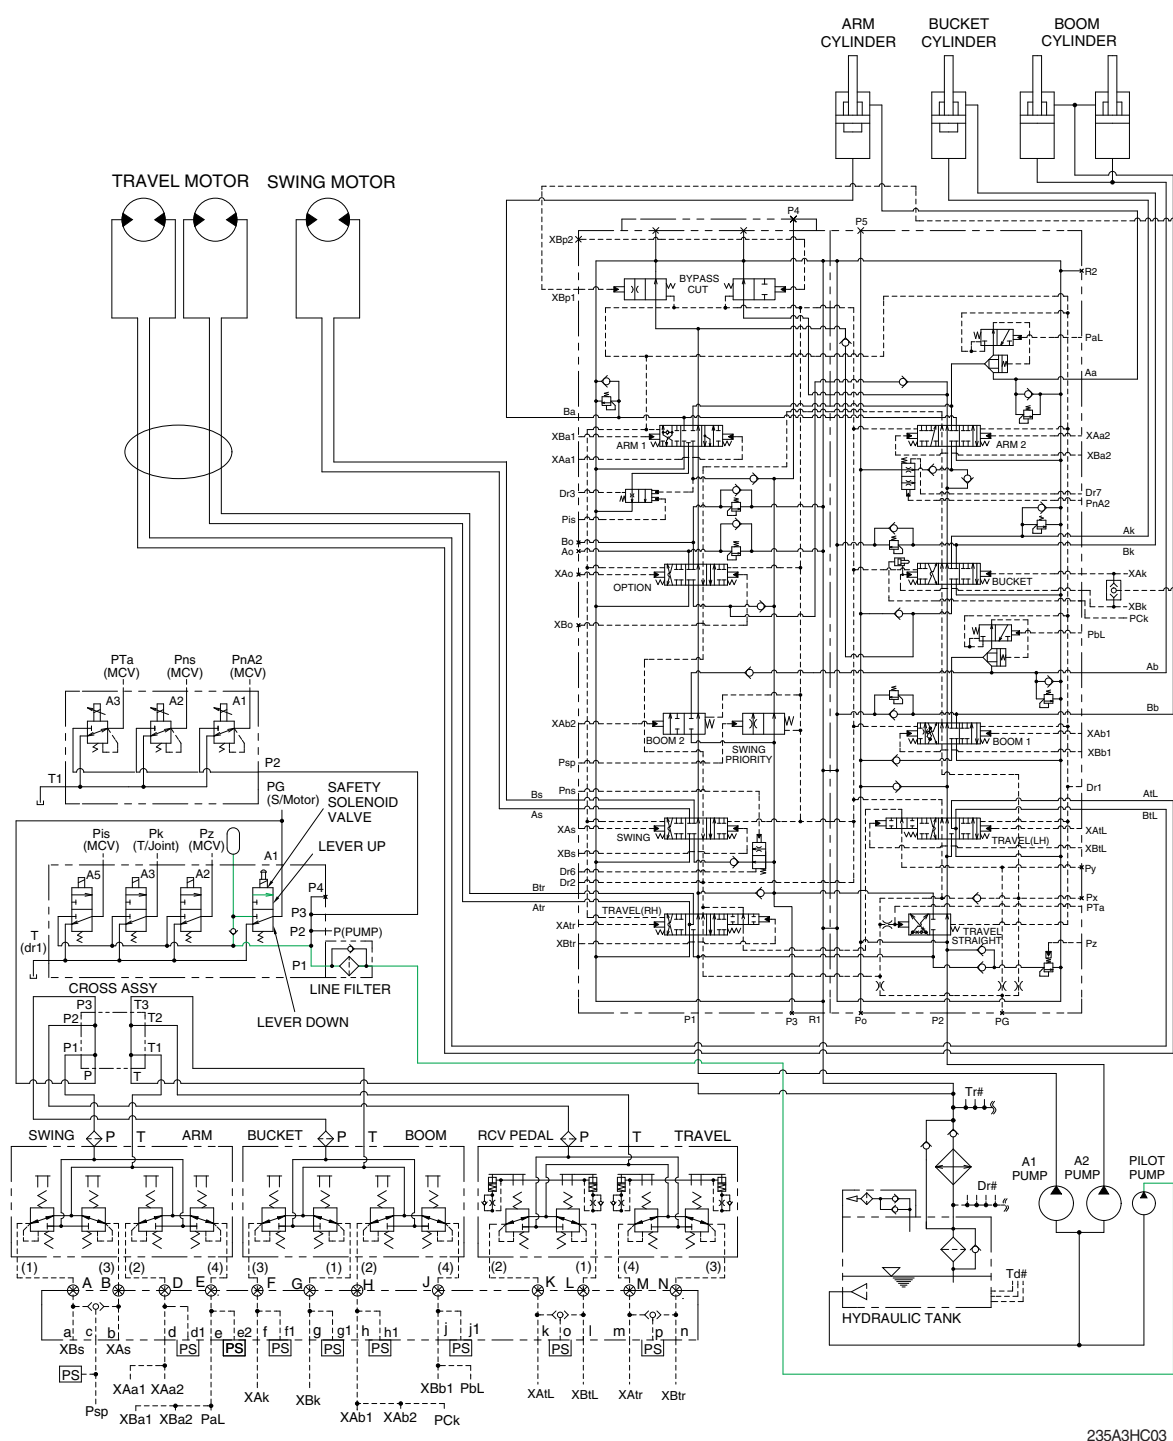 ARM
CYLINDER
BUCKET
CYLINDER
BOOM
CYLINDER
TRAVEL MOTOR
SWING MOTOR
P4
P5
XBp2
BYPASS
CUT
R2
XBp1
PaL
Aa
Ba
XBa1
ARM 1
XAa1
XAa2
ARM 2
XBa2
Dr3
Dr7
PnA2
Pis
Bo
Ao
Ak
Bk
XAo
OPTION
BUCKET
XAk
XBk
PCk
XBo
PbL
Ab
Bb
XAb2
BOOM 2
SWING
PRIORITY
BOOM 1
XAb1
XBb1
Psp
Pns
Dr1
Bs
As
AtL
BtL
XAs
SWING
XBs
TRAVEL(LH)
XAtL
XBtL
Dr6
Dr2
Py
Btr
Atr
Px
PTa
TRAVEL(RH)
XAtr
XBtr
TRAVEL
STRAIGHT
Pz
P1
P3
R1
Po
P2
PG
PTa
(MCV)
Pns
(MCV)
PnA2
(MCV)
A3
A2
A1
P2
T1
PG
(S/Motor)
SAFETY
SOLENOID
VALVE
Pis
(MCV)
Pk
(T/Joint)
Pz
(MCV)
LEVER UP
A1
A5
A3
A2
P4
P3
P2
P(PUMP)
T
(dr1)
P1
LINE FILTER
LEVER DOWN
CROSS ASSY
P3
T3
P2
T2
P1
T1
P
T
SWING
P
T
ARM
BUCKET
P
T
BOOM
RCV PEDAL
P
T
TRAVEL
(1)
(3)
(2)
(4)
(3)
(1)
(2)
(4)
(2)
(1)
(4)
(3)
A
B
D
E
F
G
H
J
K
L
M
N
a
c
b
d
d1
e
e2
f
f1
g
g1
h
h1
j
j1
k
o
l
m
p
n
XBs
XAs
PS
PS
PS
PS
PS
PS
PS
PS
PS
Psp
XAa1
XAa2
XBa1
XBa2
PaL
XAk
XBk
XAb1
XAb2
PCk
XBb1
PbL
XAtL
XBtL
XAtr
XBtr
Tr#
Dr#
Td#
A1
PUMP
A2
PUMP
PILOT
PUMP
HYDRAULIC TANK
235A3HC03